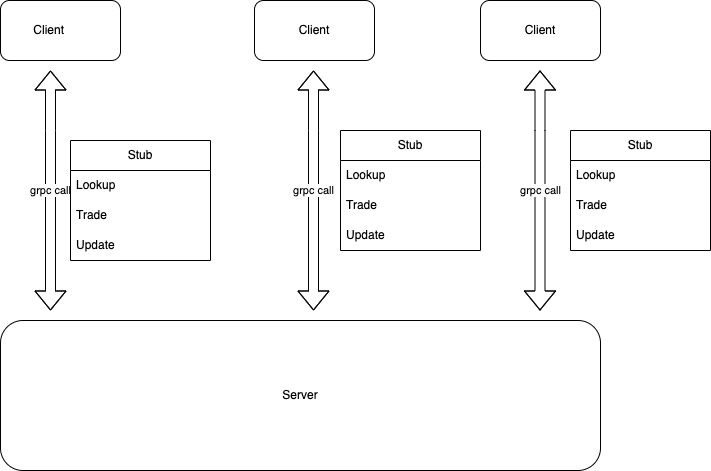 Client
Client
Client
Stub
Lookup
Trade
Update
grpc call
Stub
Lookup
Trade
Update
grpc call
Stub
Lookup
Trade
Update
grpc call
Server